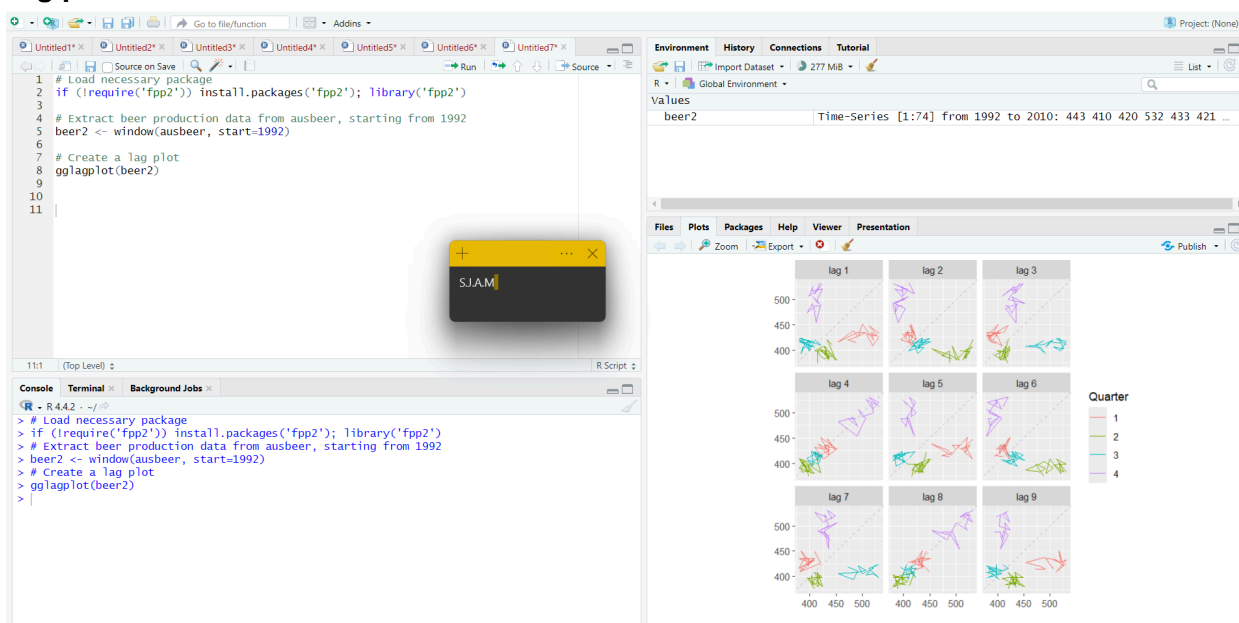 Go to file/function
Addins
Project: (None)
Untitled1*
Untitled2*
Untitled3*
Untitled4*
Untitled5*
Untitled6*
Untitled7*
Source on Save
Run
Source
1 # Load necessary package
2 if (!require('fpp2')) install.packages('fpp2'); library('fpp2')
3
4 # Extract beer production data from ausbeer, starting from 1992
5 beer2 <- window(ausbeer, start=1992)
6
7 # Create a lag plot
8 gglagplot(beer2)
9
10
11
S.J.A.M
11:1 (Top Level) R Script
Console Terminal Background Jobs
R 4.4.2 · ~/
> # Load necessary package
> if (!require('fpp2')) install.packages('fpp2'); library('fpp2')
> # Extract beer production data from ausbeer, starting from 1992
> beer2 <- window(ausbeer, start=1992)
> # Create a lag plot
> gglagplot(beer2)
>
Environment History Connections Tutorial
Import Dataset 277 MiB List
R Global Environment
Values
beer2 Time-Series [1:74] from 1992 to 2010: 443 410 420 532 433 421 …
Files Plots Packages Help Viewer Presentation
Zoom Export Publish
lag 1 lag 2 lag 3
500
450
400
lag 4 lag 5 lag 6
500
450
400
lag 7 lag 8 lag 9
500
450
400
400 450 500 400 450 500 400 450 500
Quarter
1
2
3
4